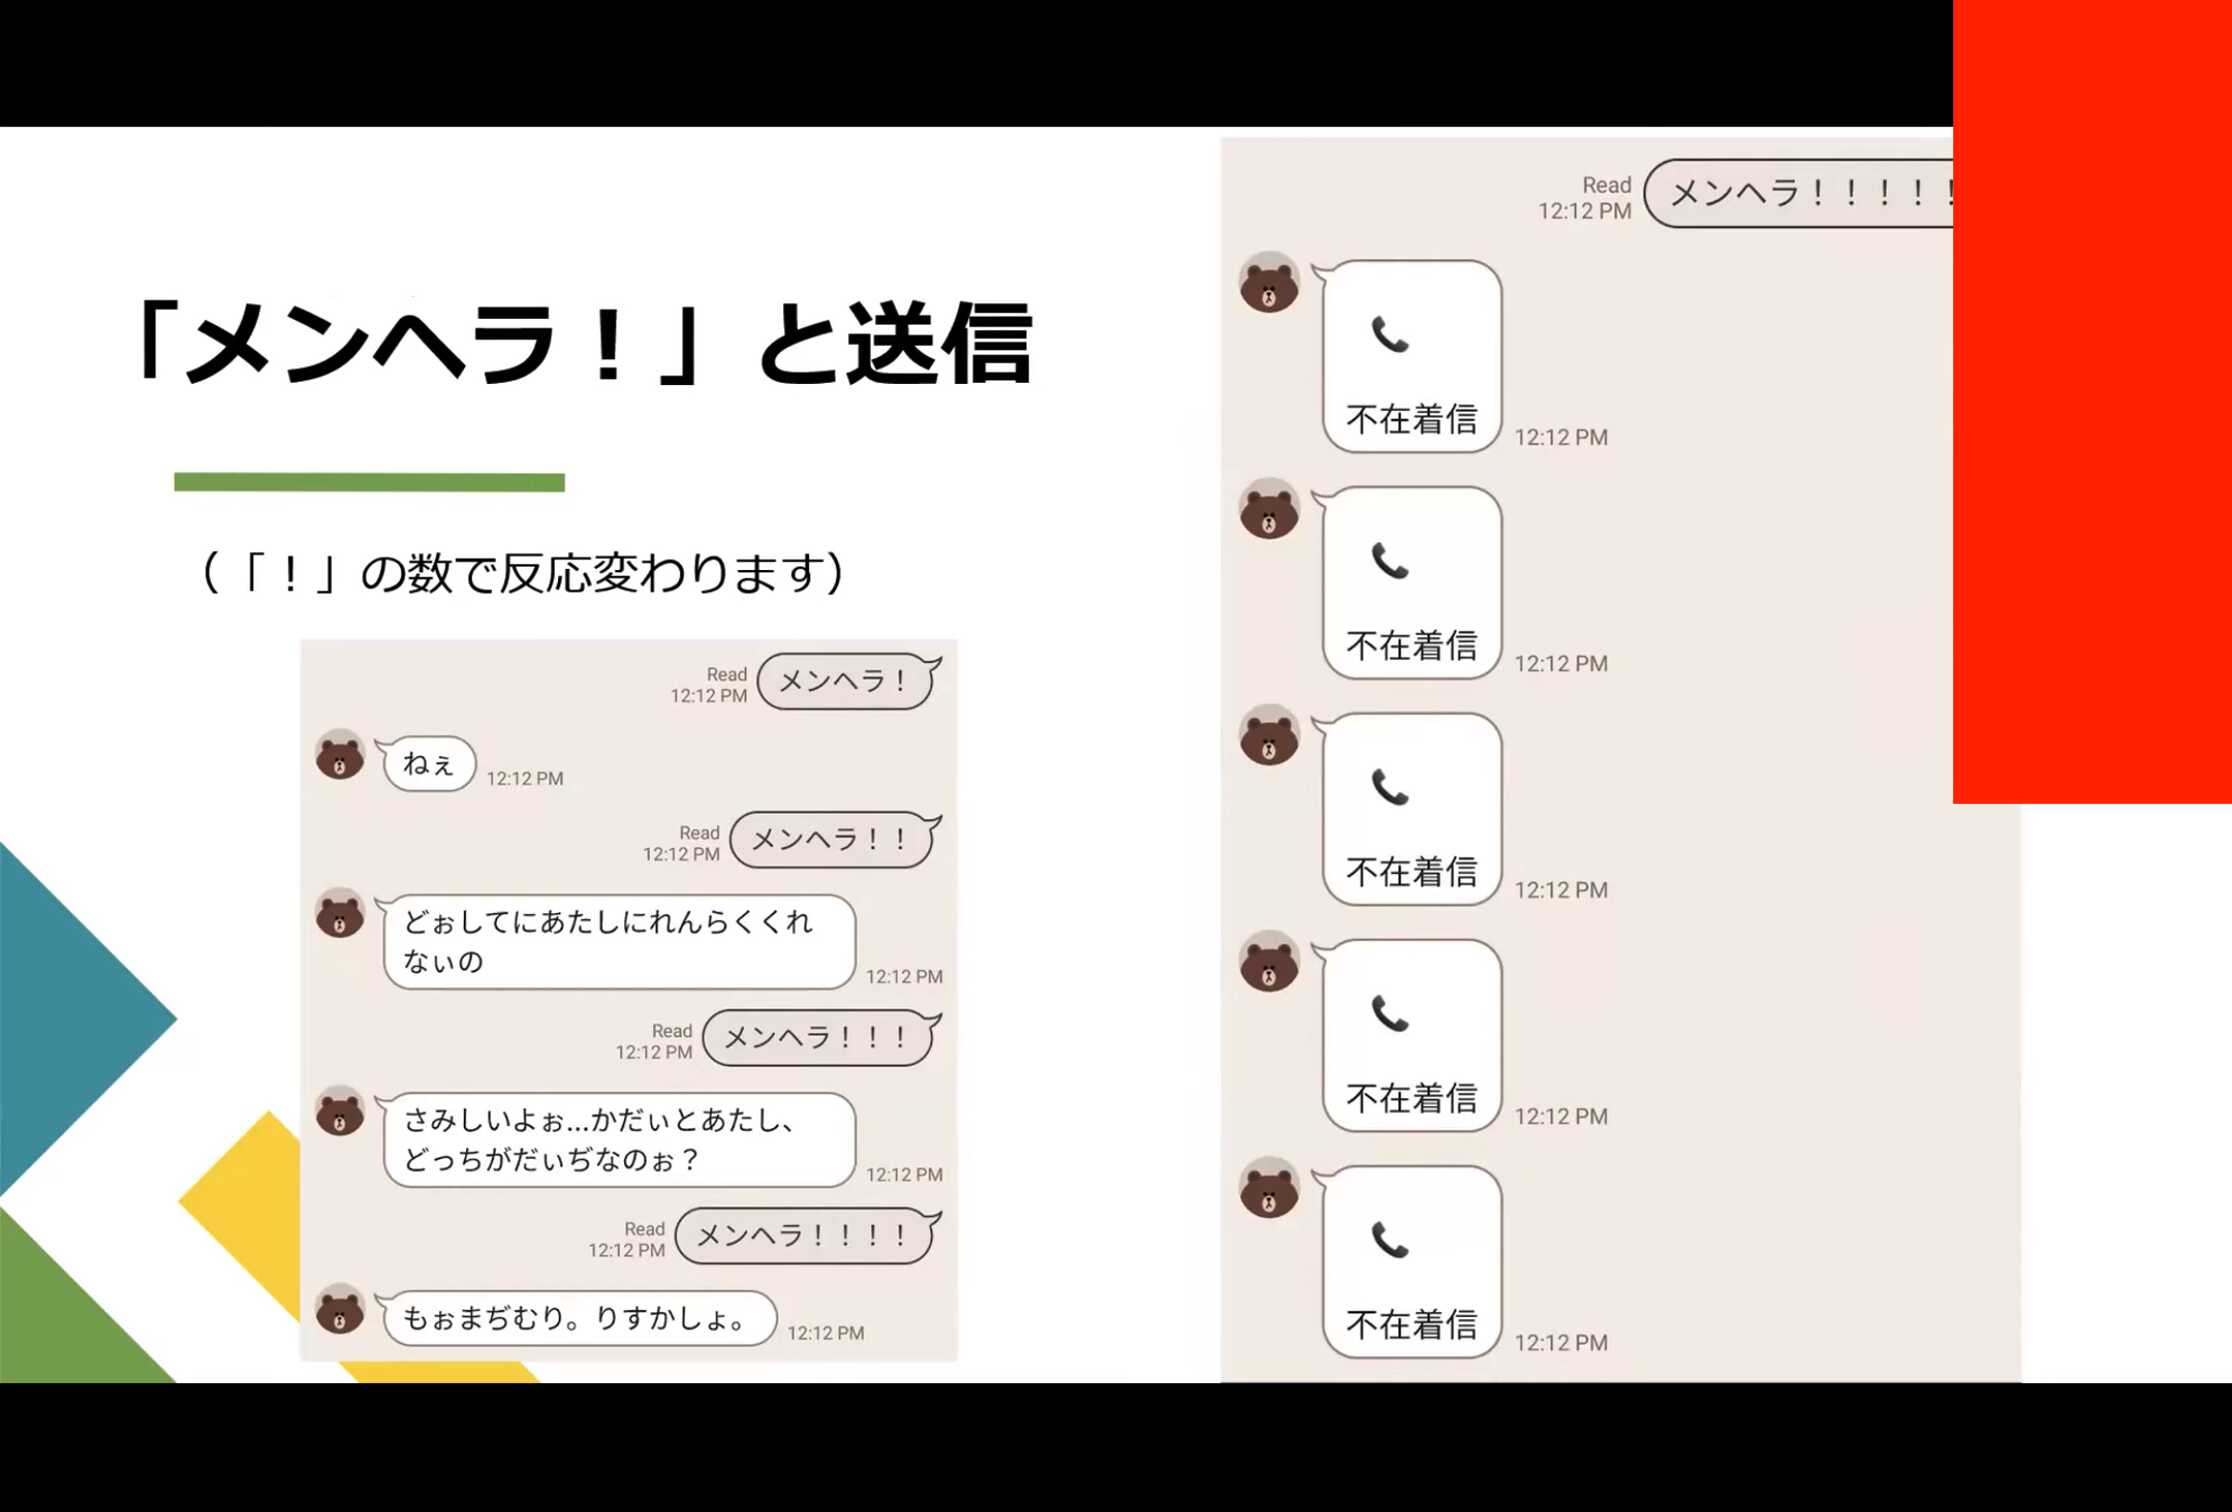 「メンヘラ！」と送信
（「！」の数で反応変わります）
Read
12:12 PM
メンヘラ！
ねぇ
12:12 PM
Read
12:12 PM
メンヘラ！！
どぉしてにあたしにれんらくくれ
なぃの
12:12 PM
Read
12:12 PM
メンヘラ！！！
さみしいよぉ...かだぃとあたし、
どっちがだぃぢなのぉ？
12:12 PM
Read
12:12 PM
メンヘラ！！！！
もぉまぢむり。りすかしょ。
12:12 PM
Read
12:12 PM
メンヘラ！！！！！
不在着信
12:12 PM
不在着信
12:12 PM
不在着信
12:12 PM
不在着信
12:12 PM
不在着信
12:12 PM